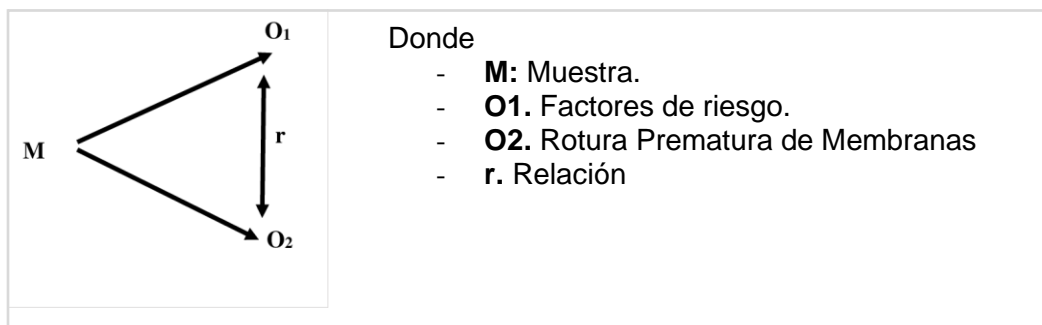 O₁
M
r
O₂
Donde
- M: Muestra.
- O1. Factores de riesgo.
- O2. Rotura Prematura de Membranas
- r. Relación